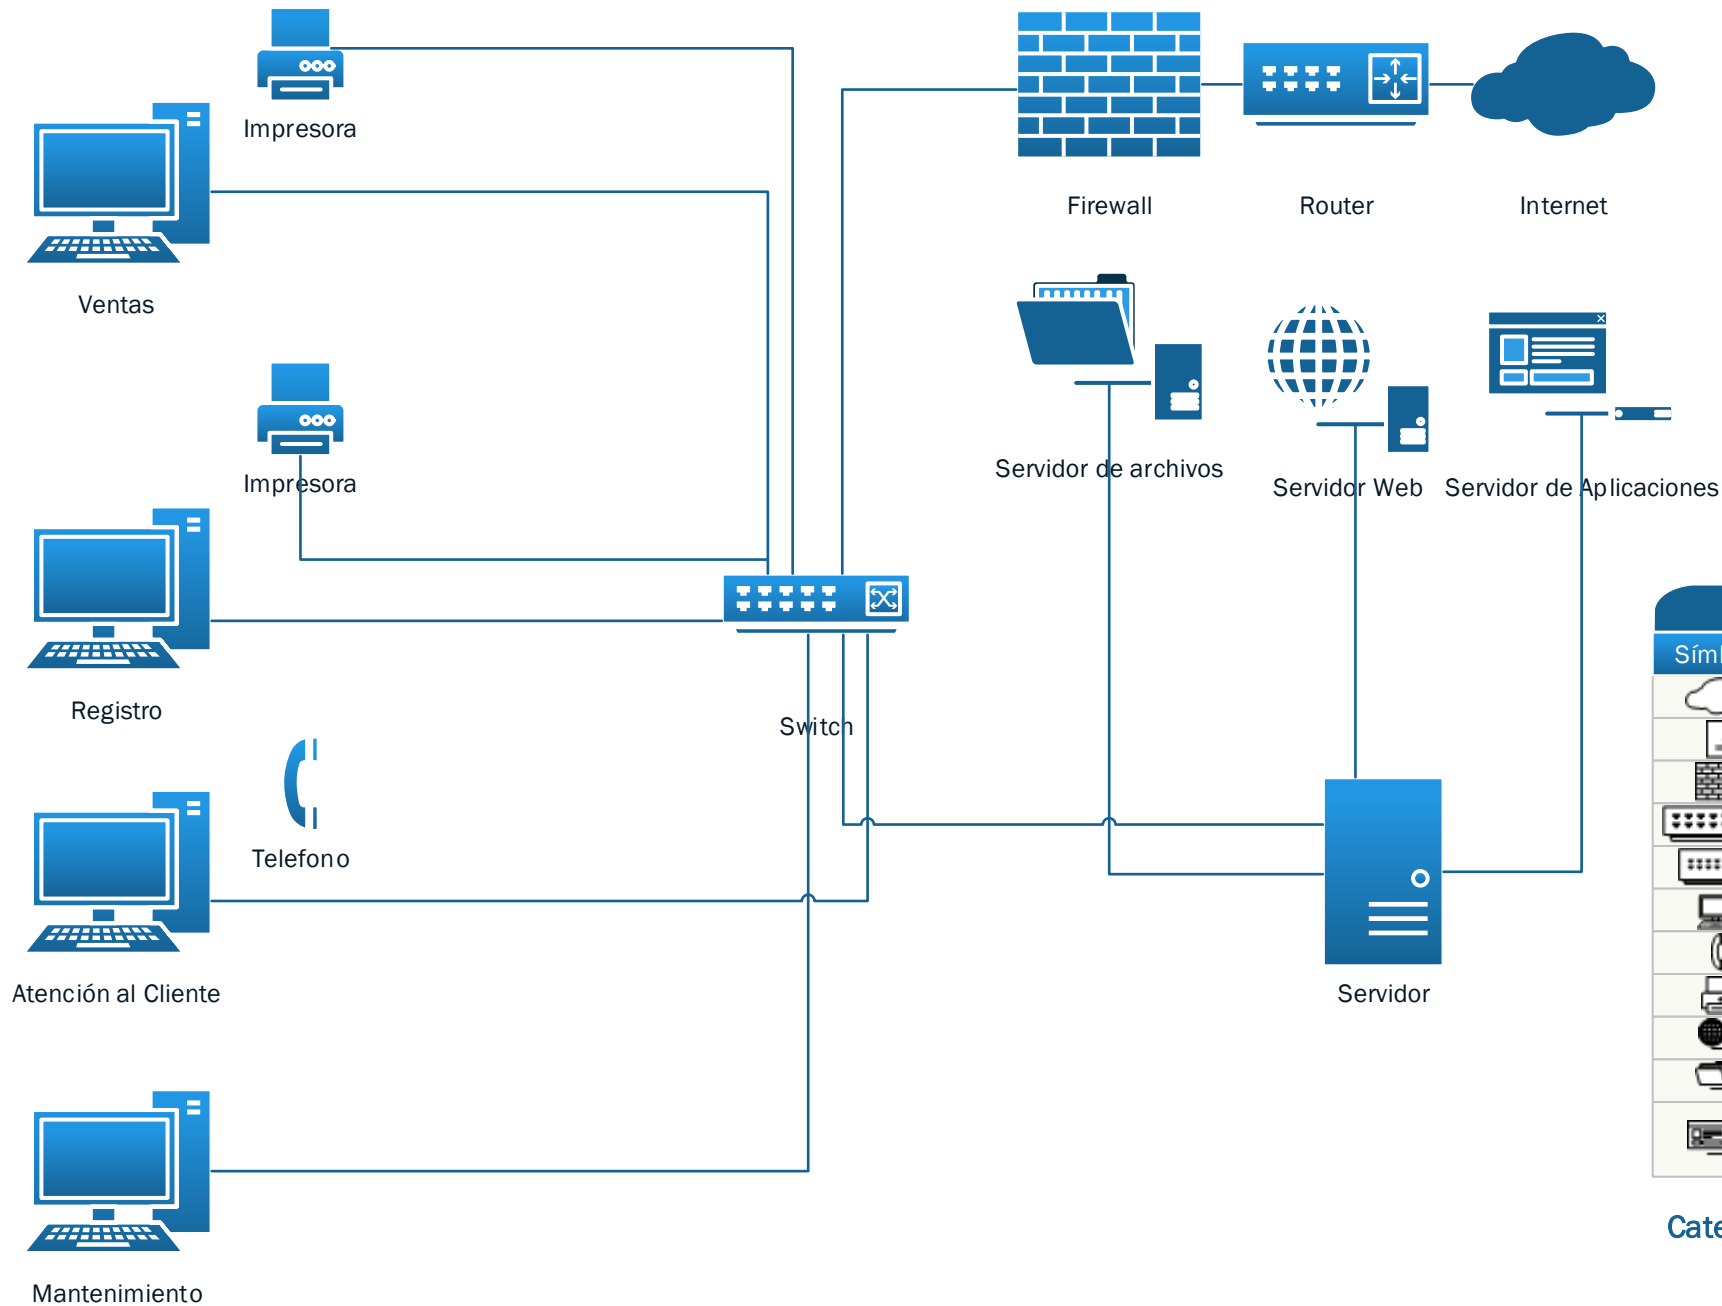 Impresora
Firewall
Router
Internet
Ventas
Servidor de archivos
Servidor Web
Servidor de Aplicaciones
Impresora
Registro
Switch
Telefono
Atención al Cliente
Servidor
Mantenimiento